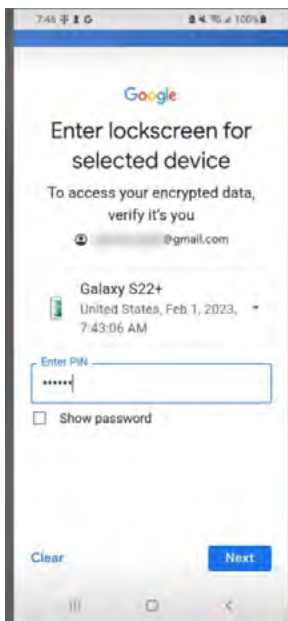 7:46
100%
Google
Enter lockscreen for
selected device
To access your encrypted data,
verify it's you
@gmail.com
Galaxy S22+
United States, Feb 1, 2023,
7:43:06 AM
Enter PIN
••••••
Show password
Clear
Next